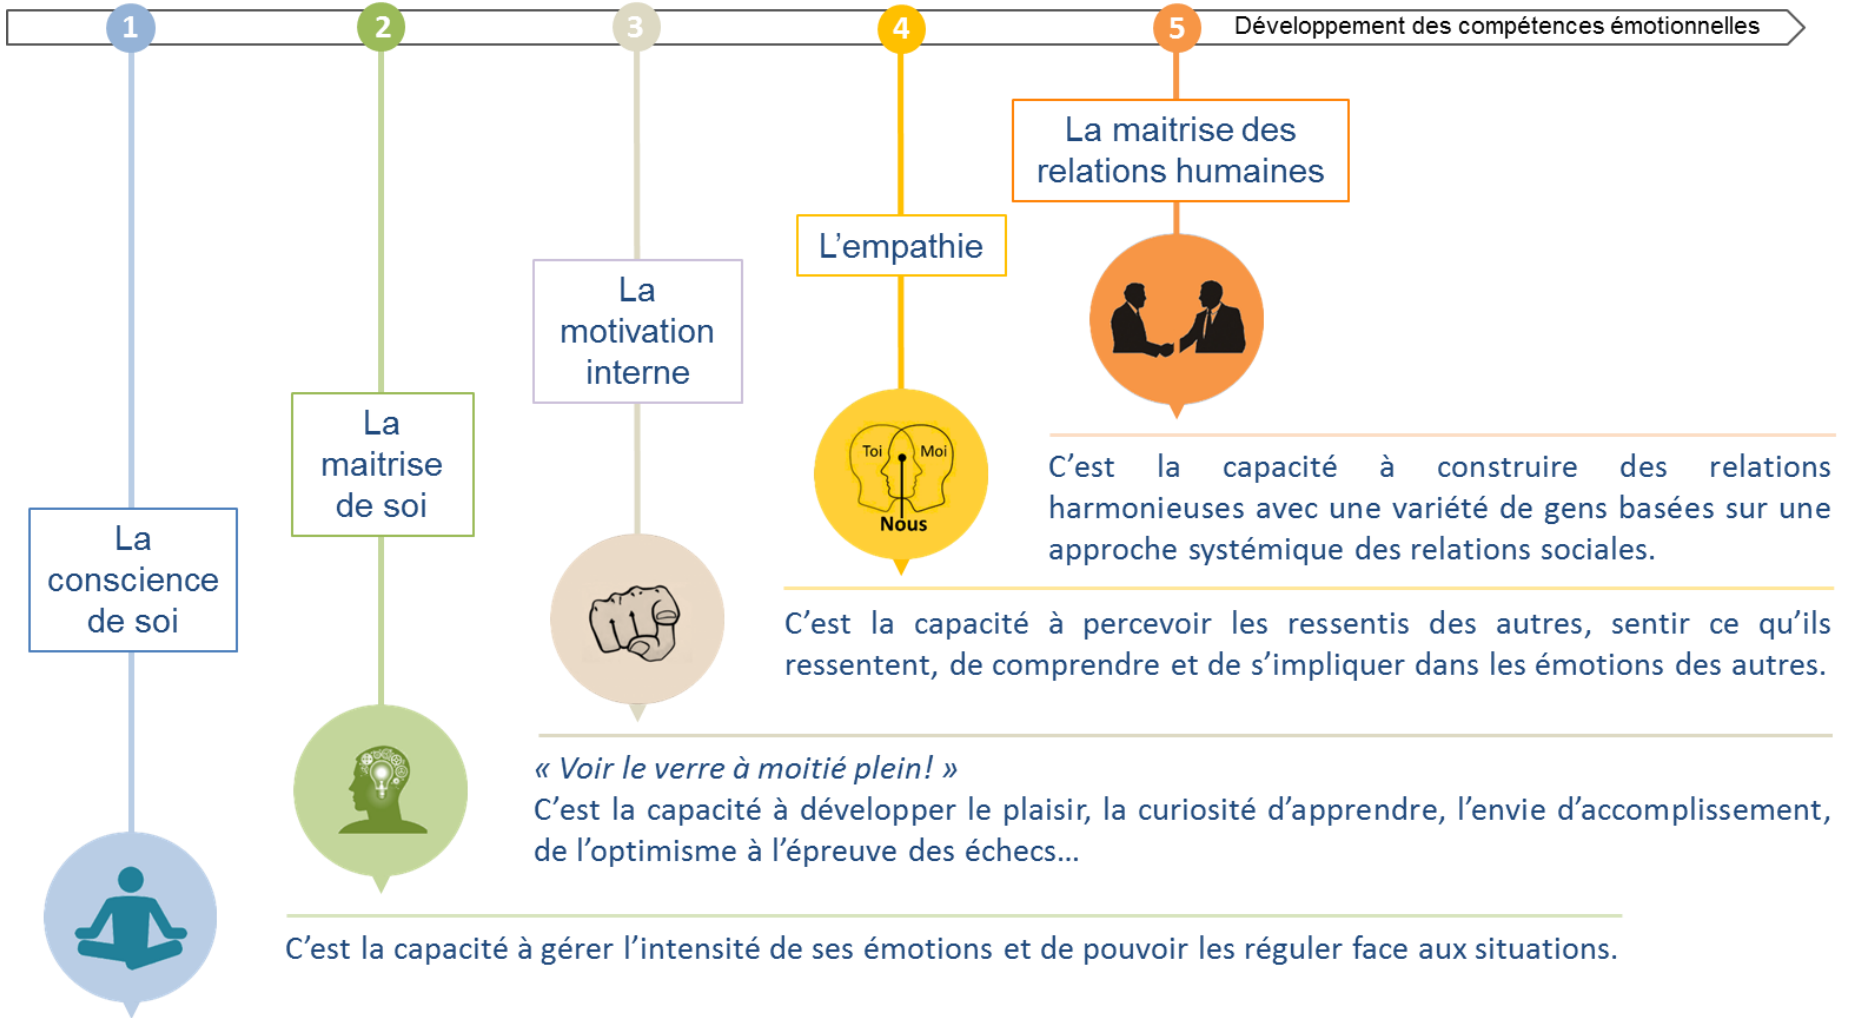 1
2
3
4
5
Développement des compétences émotionnelles
La
conscience
de soi
La
maitrise
de soi
C’est la capacité à gérer l’intensité de ses émotions et de pouvoir les réguler face aux situations.
La
motivation
interne
« Voir le verre à moitié plein! »
C’est la capacité à développer le plaisir, la curiosité d’apprendre, l’envie d’accomplissement,
de l’optimisme à l’épreuve des échecs…
L’empathie
Toi
Moi
Nous
C’est la capacité à percevoir les ressentis des autres, sentir ce qu’ils
ressentent, de comprendre et de s’impliquer dans les émotions des autres.
La maitrise des
relations humaines
C’est la capacité à construire des relations
harmonieuses avec une variété de gens basées sur une
approche systémique des relations sociales.